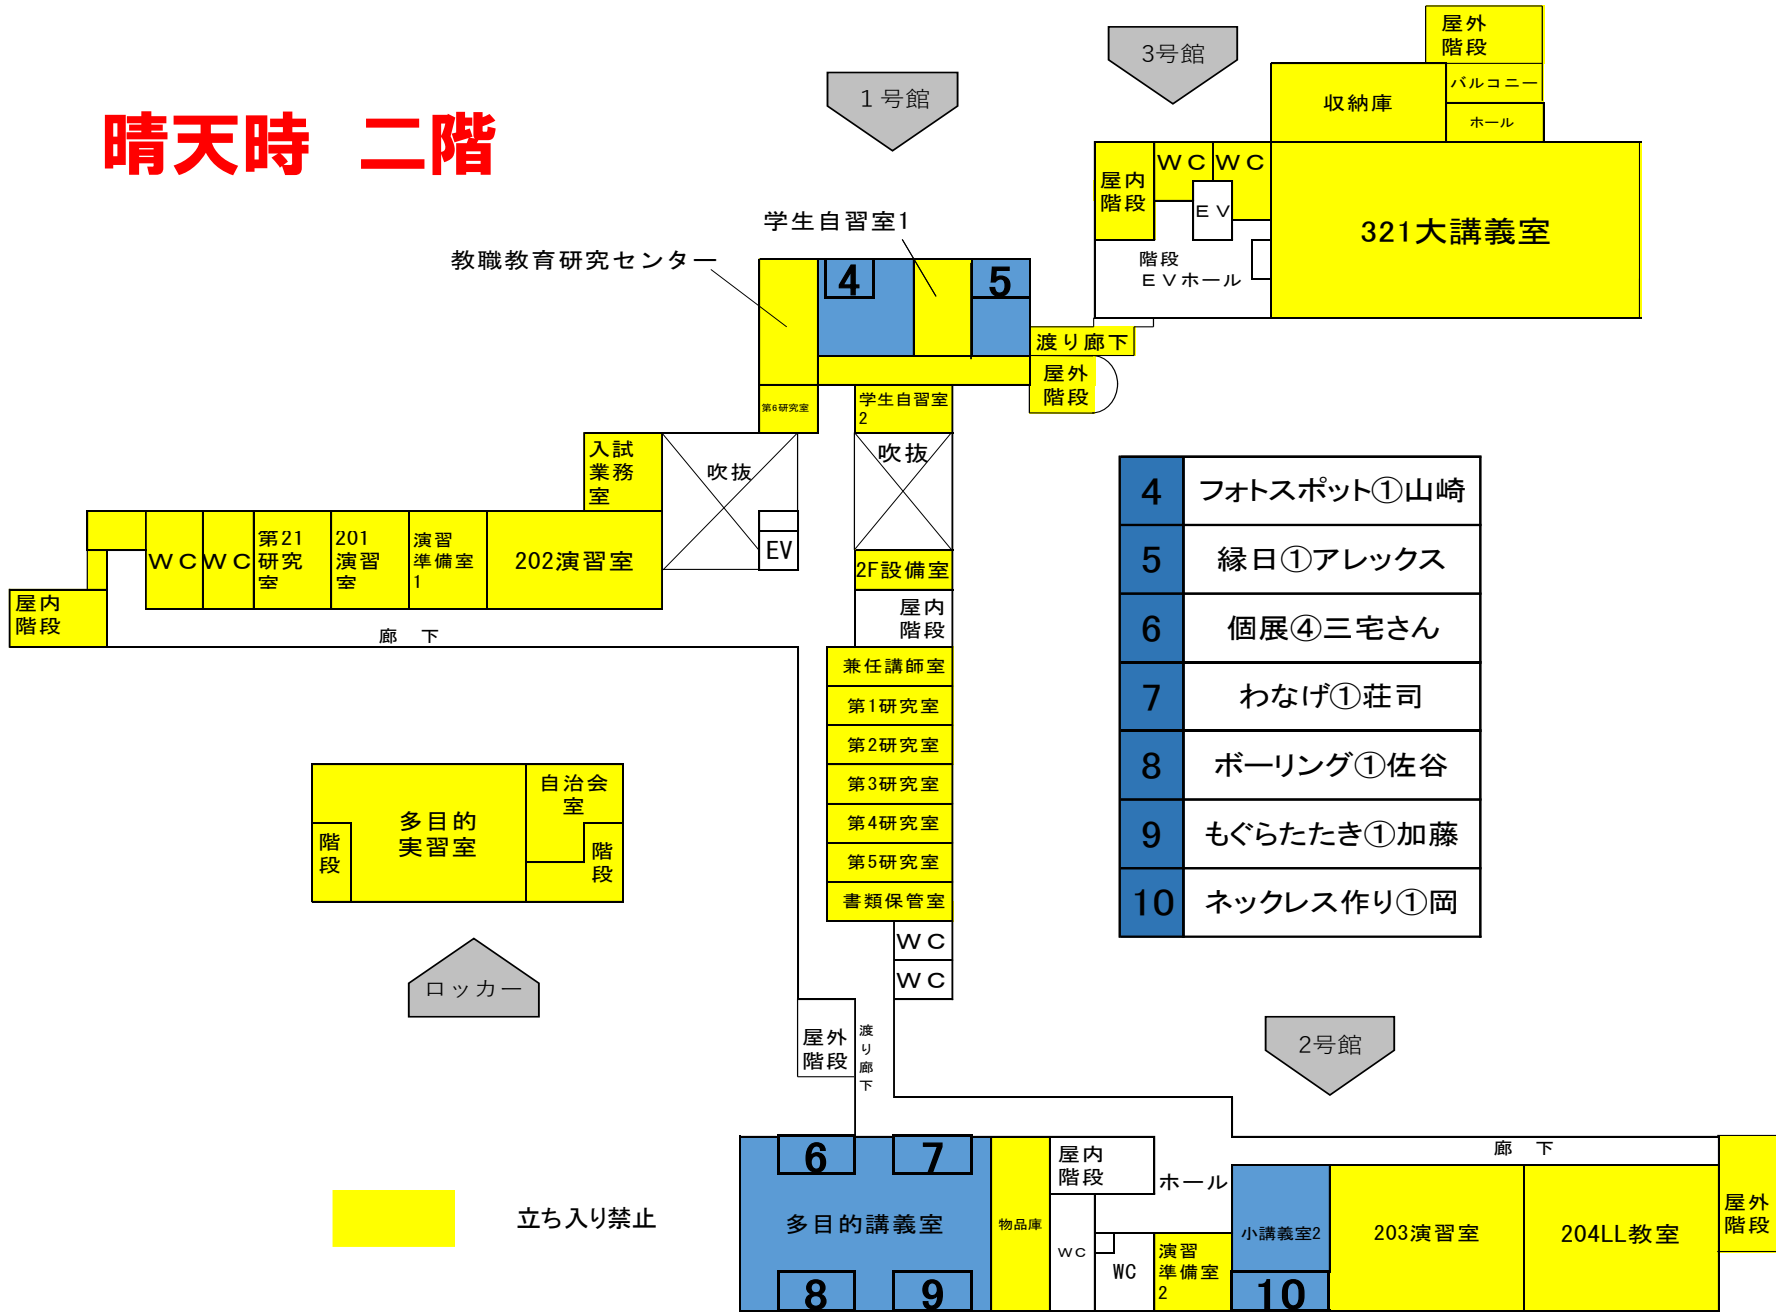 晴天時 二階
1号館
3号館
屋外
階段
バルコニー
収納庫
ホール
屋内
階段
WC
WC
EV
階段
EVホール
321大講義室
学生自習室1
教職教育研究センター
4
5
渡り廊下
屋外
階段
第6研究室
学生自習室
2
入試
業務
室
吹抜
吹抜
EV
WC
WC
第21
研究
室
201
演習
室
演習
準備室
1
202演習室
2F設備室
屋内
階段
屋内
階段
廊下
兼任講師室
第1研究室
第2研究室
第3研究室
第4研究室
第5研究室
書類保管室
WC
WC
4 フォトスポット①山崎
5 縁日①アレックス
6 個展④三宅さん
7 わなげ①荘司
8 ボーリング①佐谷
9 もぐらたたき①加藤
10 ネックレス作り①岡
多目的
実習室
自治会
室
階
段
階
段
ロッカー
屋外
階段
渡
り
廊
下
2号館
廊下
6
7
多目的講義室
8
9
物品庫
屋内
階段
ホール
WC
WC
演習
準備室
2
小講義室2
10
203演習室
204LL教室
屋外
階段
立ち入り禁止